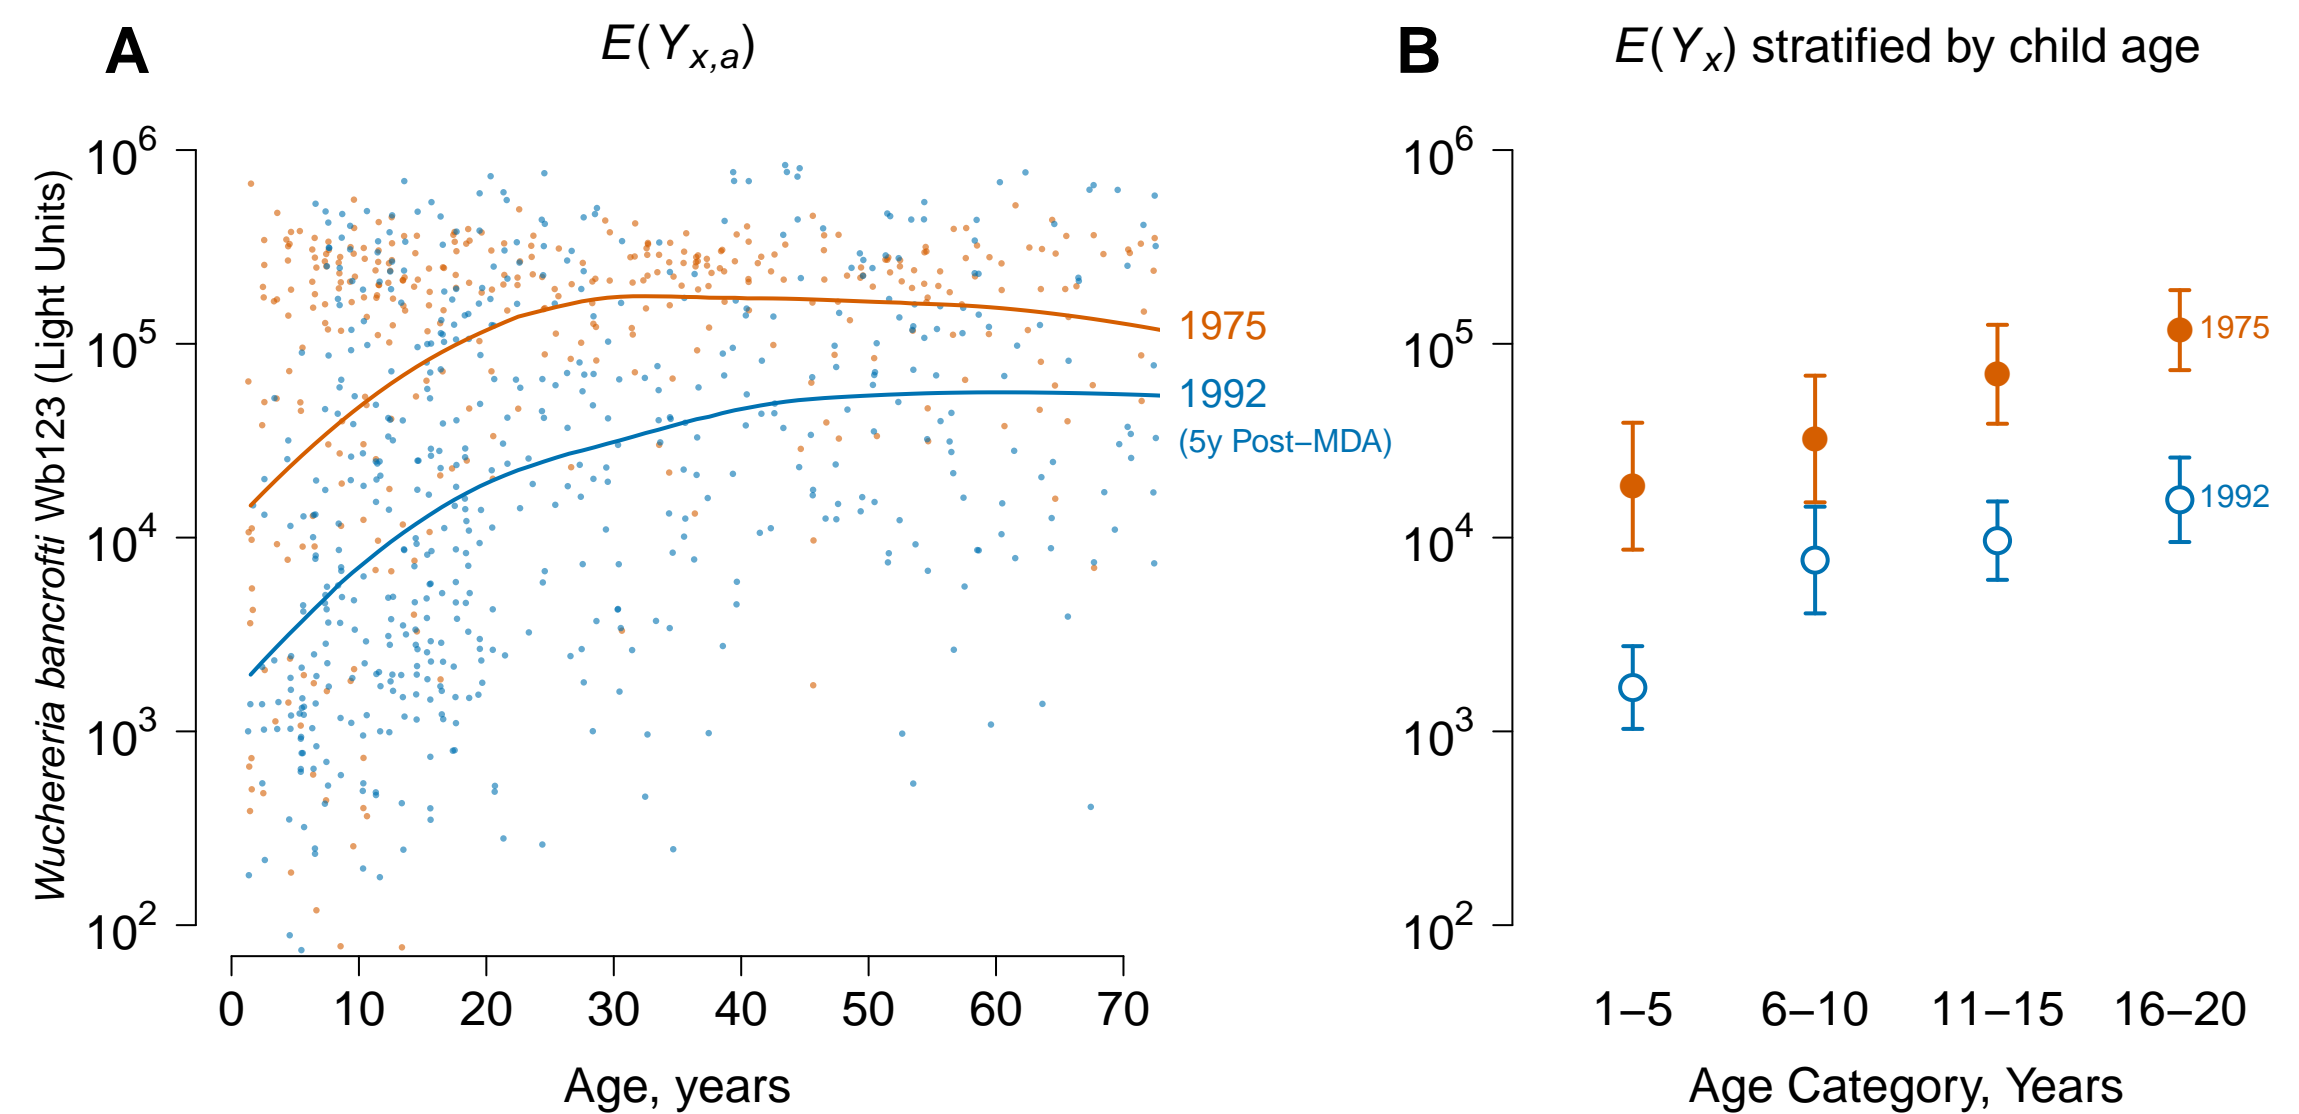 A
E(Yx,a)
B
E(Yx) stratified by child age
Wuchereria bancrofti Wb123 (Light Units)
10^6
10^5
10^4
10^3
10^2
1975
1992
(5y Post−MDA)
0 10 20 30 40 50 60 70
Age, years
10^6
10^5
10^4
10^3
10^2
1975
1992
1−5 6−10 11−15 16−20
Age Category, Years